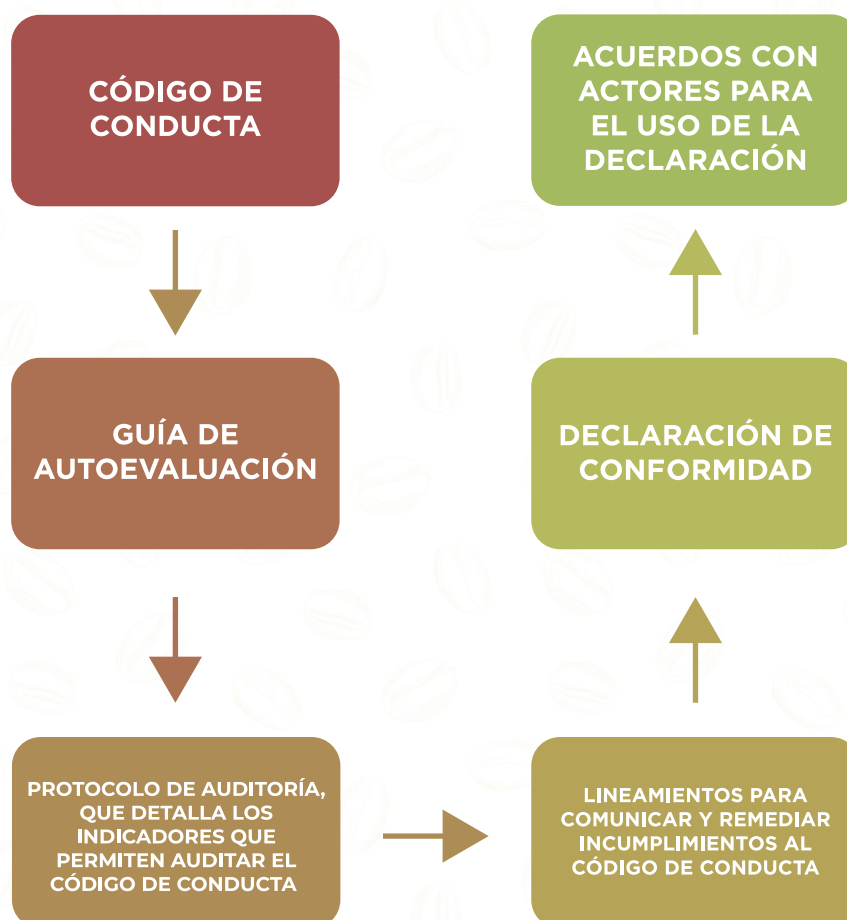 CÓDIGO DE
CONDUCTA
GUÍA DE
AUTOEVALUACIÓN
PROTOCOLO DE AUDITORÍA,
QUE DETALLA LOS
INDICADORES QUE
PERMITEN AUDITAR EL
CÓDIGO DE CONDUCTA
LINEAMIENTOS PARA
COMUNICAR Y REMEDIAR
INCUMPLIMIENTOS AL
CÓDIGO DE CONDUCTA
DECLARACIÓN DE
CONFORMIDAD
ACUERDOS CON
ACTORES PARA
EL USO DE LA
DECLARACIÓN